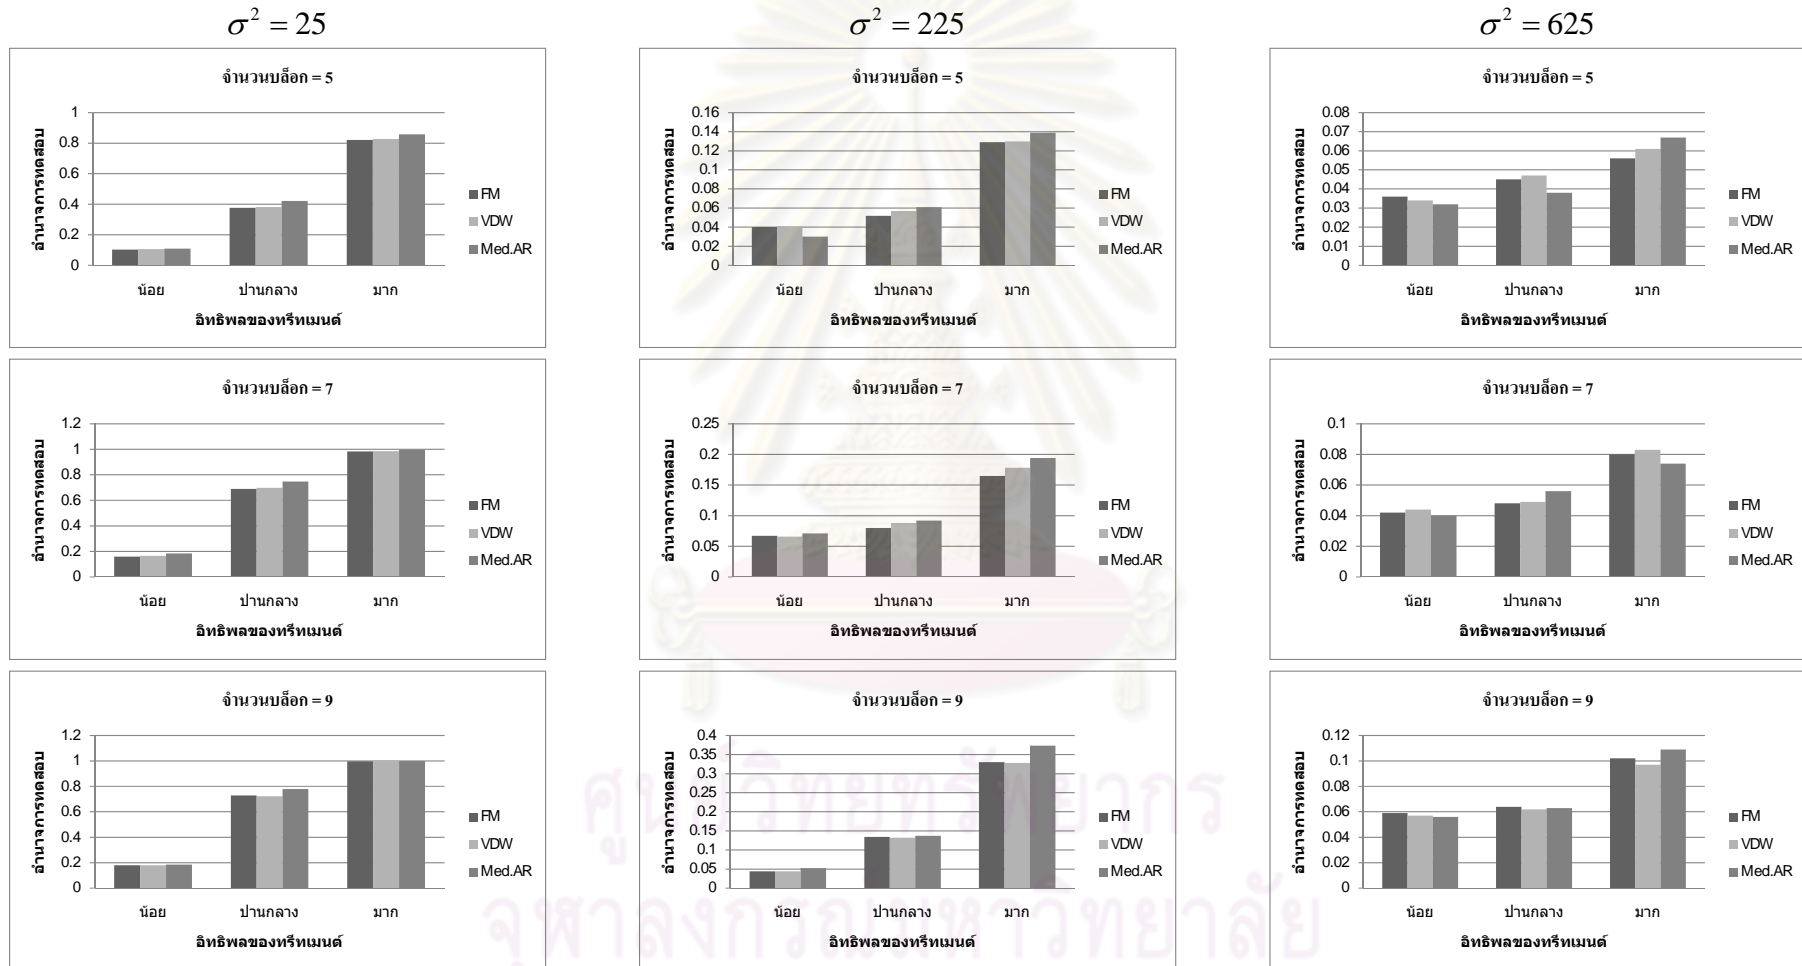 σ² = 25
จำนวนบล็อก = 5
อำนาจการทดสอบ
1
0.8
0.6
0.4
0.2
0
น้อย ปานกลาง มาก
อิทธิพลของทรีทเมนต์
FM
VDW
Med.AR
σ² = 225
จำนวนบล็อก = 5
อำนาจการทดสอบ
0.16
0.14
0.12
0.1
0.08
0.06
0.04
0.02
0
น้อย ปานกลาง มาก
อิทธิพลของทรีทเมนต์
FM
VDW
Med.AR
σ² = 625
จำนวนบล็อก = 5
อำนาจการทดสอบ
0.08
0.07
0.06
0.05
0.04
0.03
0.02
0.01
0
น้อย ปานกลาง มาก
อิทธิพลของทรีทเมนต์
FM
VDW
Med.AR
จำนวนบล็อก = 7
อำนาจการทดสอบ
1.2
1
0.8
0.6
0.4
0.2
0
น้อย ปานกลาง มาก
อิทธิพลของทรีทเมนต์
FM
VDW
Med.AR
จำนวนบล็อก = 7
อำนาจการทดสอบ
0.25
0.2
0.15
0.1
0.05
0
น้อย ปานกลาง มาก
อิทธิพลของทรีทเมนต์
FM
VDW
Med.AR
จำนวนบล็อก = 7
อำนาจการทดสอบ
0.1
0.08
0.06
0.04
0.02
0
น้อย ปานกลาง มาก
อิทธิพลของทรีทเมนต์
FM
VDW
Med.AR
จำนวนบล็อก = 9
อำนาจการทดสอบ
1.2
1
0.8
0.6
0.4
0.2
0
น้อย ปานกลาง มาก
อิทธิพลของทรีทเมนต์
FM
VDW
Med.AR
จำนวนบล็อก = 9
อำนาจการทดสอบ
0.4
0.35
0.3
0.25
0.2
0.15
0.1
0.05
0
น้อย ปานกลาง มาก
อิทธิพลของทรีทเมนต์
FM
VDW
Med.AR
จำนวนบล็อก = 9
อำนาจการทดสอบ
0.12
0.1
0.08
0.06
0.04
0.02
0
น้อย ปานกลาง มาก
อิทธิพลของทรีทเมนต์
FM
VDW
Med.AR
ศูนย์วิทยทรัพยากร
จุฬาลงกรณ์มหาวิทยาลัย